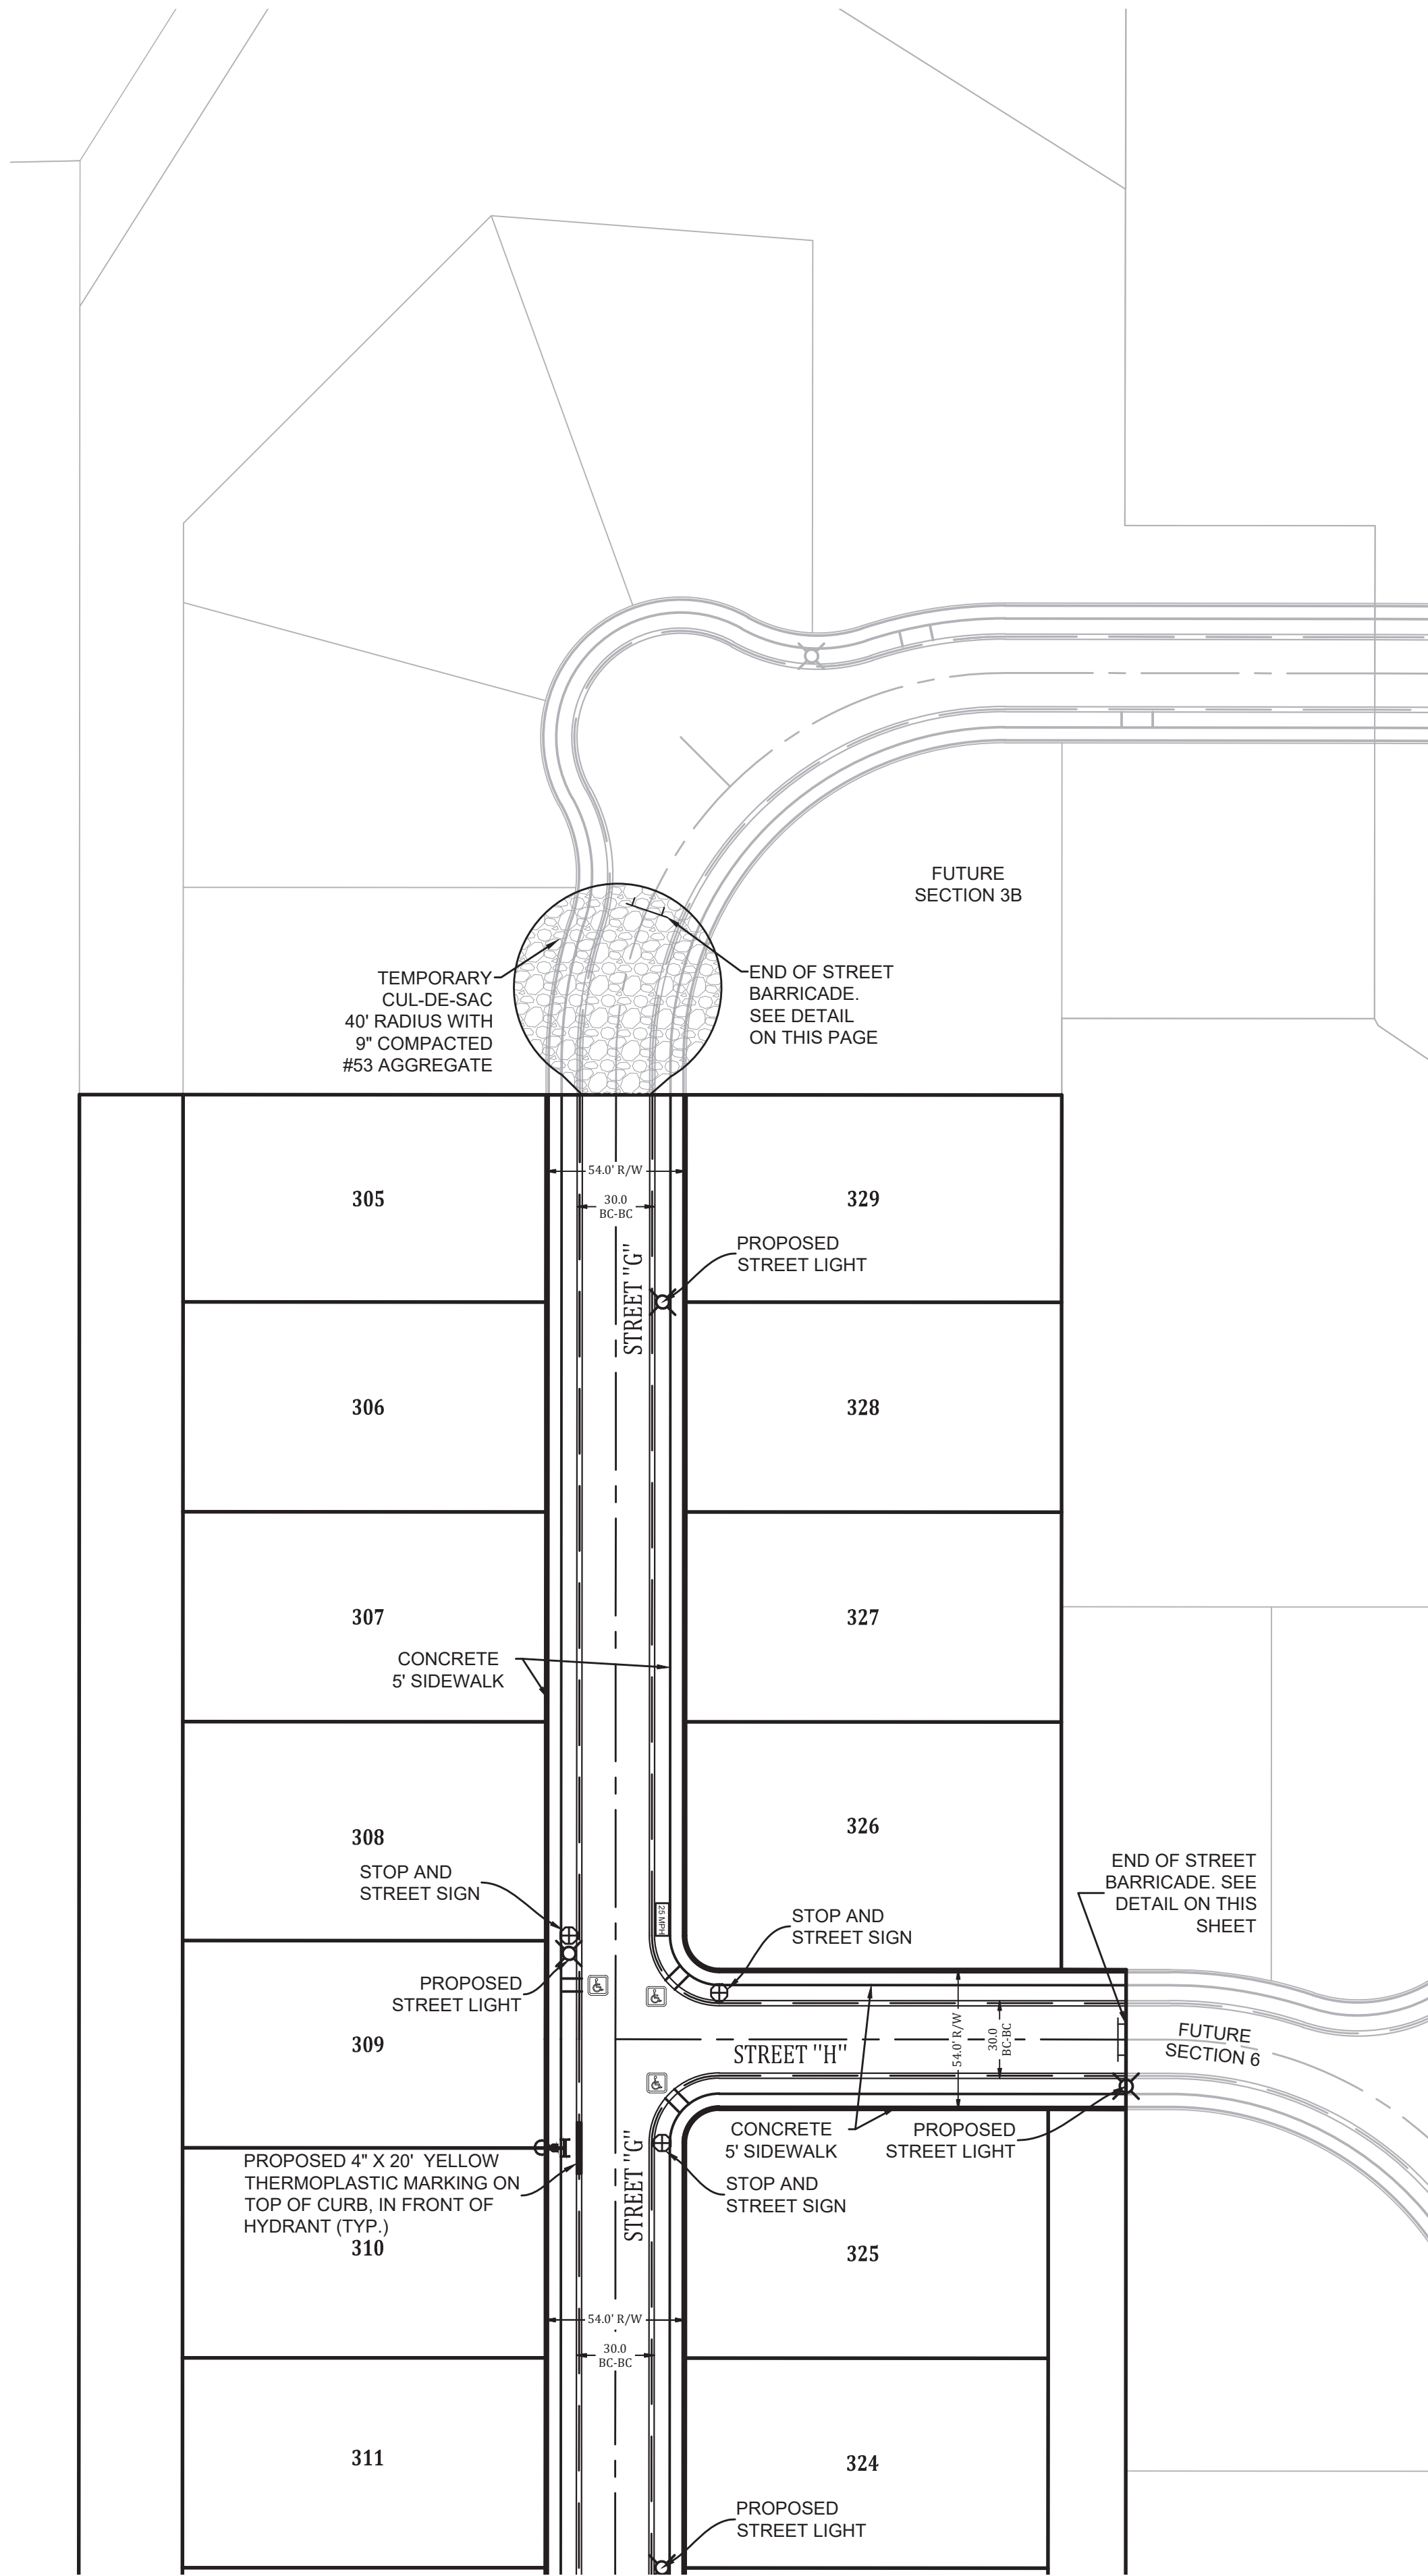 FUTURE
SECTION 3B
TEMPORARY
CUL-DE-SAC
40' RADIUS WITH
9" COMPACTED
#53 AGGREGATE
END OF STREET
BARRICADE.
SEE DETAIL
ON THIS PAGE
54.0' R/W
30.0
BC-BC
305
329
STREET "G"
PROPOSED
STREET LIGHT
306
328
307
327
CONCRETE
5' SIDEWALK
308
326
STOP AND
STREET SIGN
25 MPH
STOP AND
STREET SIGN
END OF STREET
BARRICADE. SEE
DETAIL ON THIS
SHEET
PROPOSED
STREET LIGHT
309
STREET "H"
54.0' R/W
30.0
BC-BC
FUTURE
SECTION 6
CONCRETE
5' SIDEWALK
PROPOSED
STREET LIGHT
PROPOSED 4" X 20' YELLOW
THERMOPLASTIC MARKING ON
TOP OF CURB, IN FRONT OF
HYDRANT (TYP.)
310
STREET "G"
STOP AND
STREET SIGN
325
54.0' R/W
30.0
BC-BC
311
324
PROPOSED
STREET LIGHT